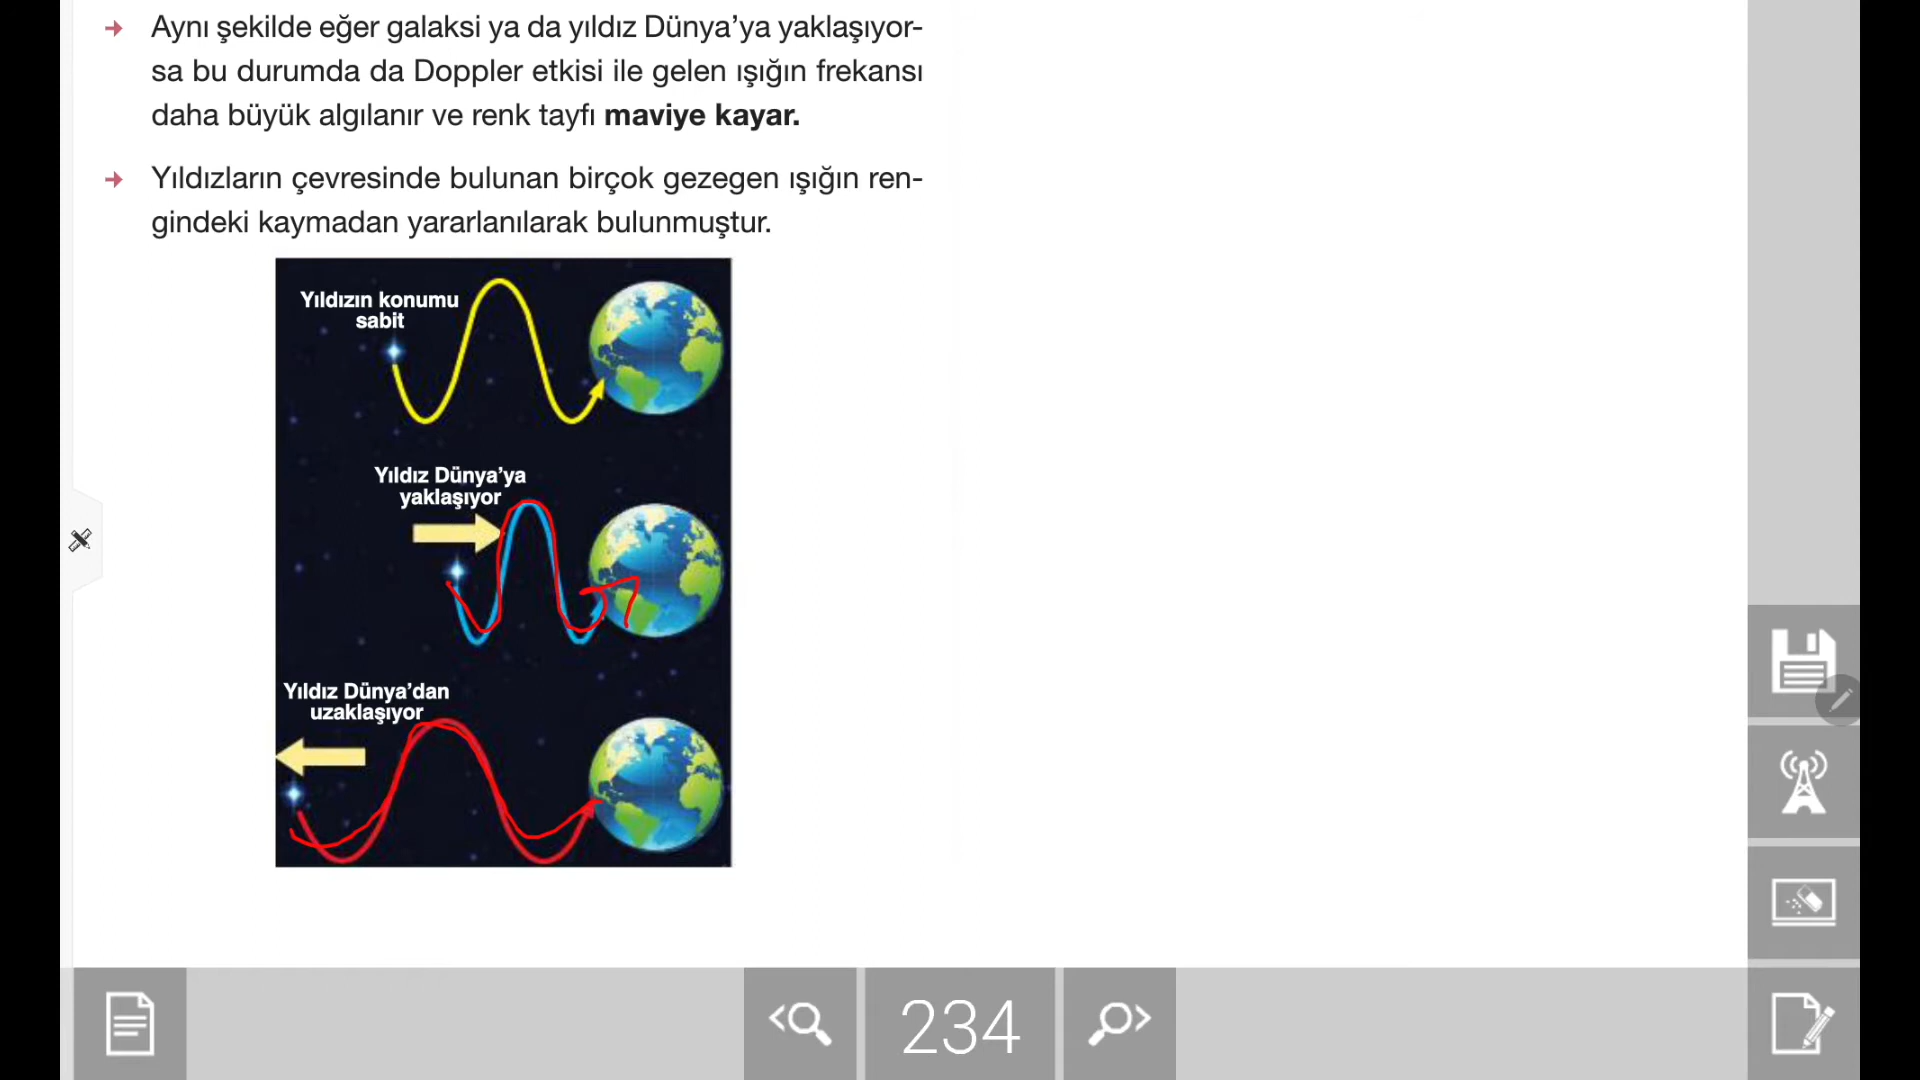 Aynı şekilde eğer galaksi ya da yıldız Dünya’ya yaklaşıyor-
sa bu durumda da Doppler etkisi ile gelen ışığın frekansı
daha büyük algılanır ve renk tayfı maviye kayar.
Yıldızların çevresinde bulunan birçok gezegen ışığın ren-
gindeki kaymadan yararlanılarak bulunmuştur.
Yıldızın konumu
sabit
Yıldız Dünya’ya
yaklaşıyor
Yıldız Dünya’dan
uzaklaşıyor
234